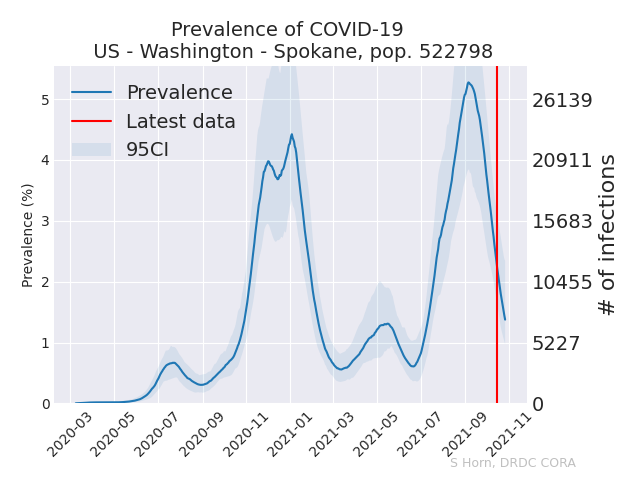 Prevalence of COVID-19
US - Washington - Spokane, pop. 522798
Prevalence
Latest data
95CI
Prevalence (%)
5
4
3
2
1
0
26139
20911
15683
10455
5227
0
# of infections
2020-03
2020-05
2020-07
2020-09
2020-11
2021-01
2021-03
2021-05
2021-07
2021-09
2021-11
S Horn, DRDC CORA